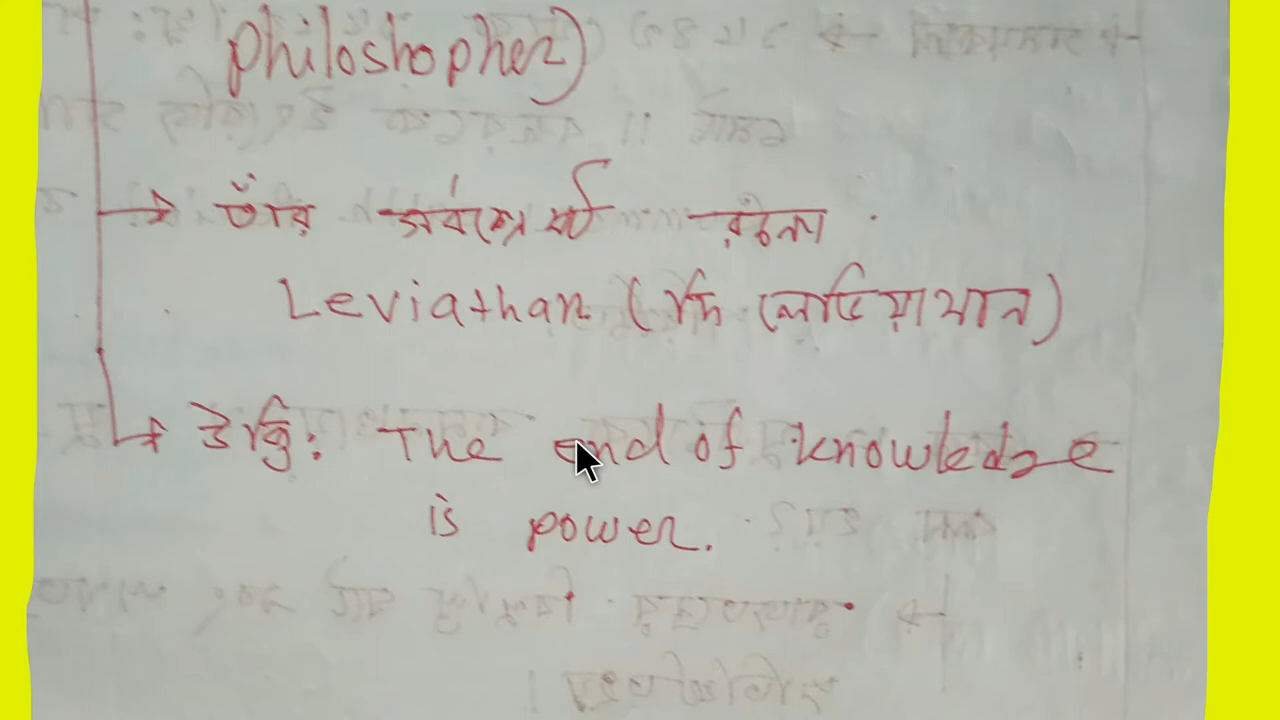 Philoshopher)
→ তাঁর সর্বশ্রেষ্ঠ রচনা
Leviathan (দি লেভিয়াথান)
→ উক্তি: The end of knowledge
is power.